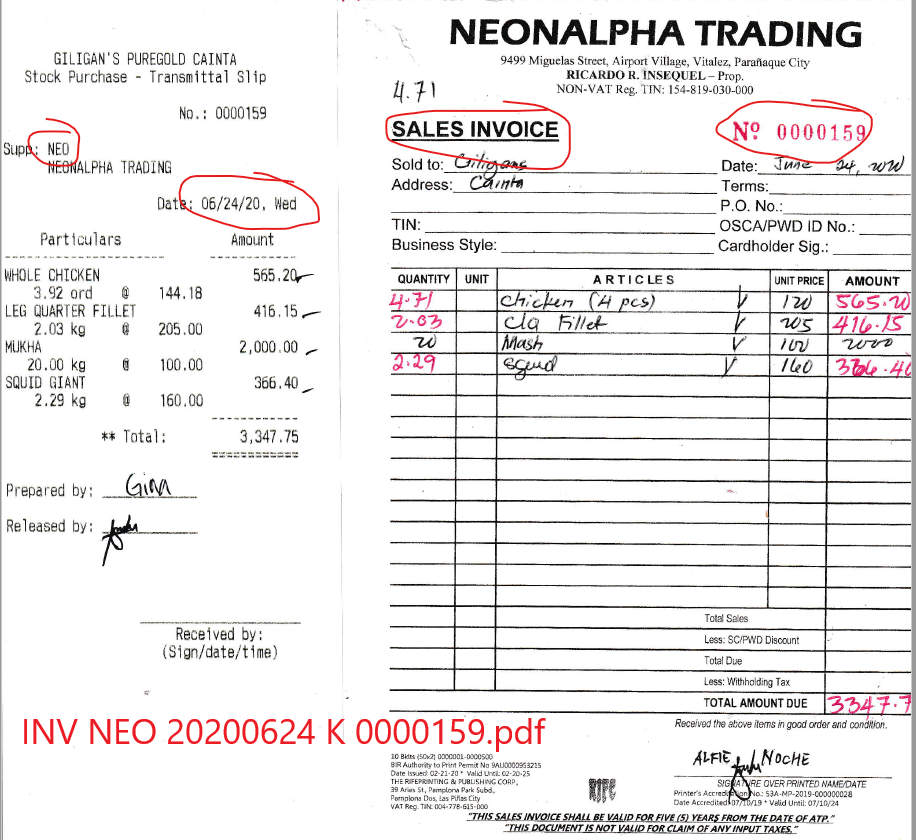 GILIGAN'S PUREGOLD CAINTA
Stock Purchase - Transmittal Slip
No.: 0000159
Supp: NEO
NEONALPHA TRADING
Date: 06/24/20, Wed
Particulars Amount
WHOLE CHICKEN 565.20
3.92 ord @ 144.18
LEG QUARTER FILLET 416.15
2.03 kg @ 205.00
MUKHA 2,000.00
20.00 kg @ 100.00
SQUID GIANT 366.40
2.29 kg @ 160.00
** Total: 3,347.75
Prepared by: GINA
Released by:
Received by:
(Sign/date/time)
NEONALPHA TRADING
9499 Miguelas Street, Airport Village, Vitalez, Parañaque City
RICARDO R. INSEQUEL – Prop.
NON-VAT Reg. TIN: 154-819-030-000
4.71
SALES INVOICE
Nº 0000159
Sold to: Giligans Date: June 24, 2020
Address: Cainta Terms:
P.O. No.:
TIN: OSCA/PWD ID No.:
Business Style: Cardholder Sig.:
QUANTITY UNIT ARTICLES UNIT PRICE AMOUNT
4.71 chicken (4 pcs) 120 565.20
2.03 clq Fillet 205 416.15
20 Mask 100 2000
2.29 squid 160 366.40
Total Sales
Less: SC/PWD Discount
Total Due
Less: Withholding Tax
TOTAL AMOUNT DUE 3347.7
Received the above items in good order and condition.
ALFIE NOCHE
SIGNATURE OVER PRINTED NAME/DATE
10 Bklts (50x2) 0000001-0000500
BIR Authority to Print Permit No 9AU0000953215
Date Issued: 02-21-20 * Valid Until: 02-20-25
THE RIFEPRINTING & PUBLISHING CORP.,
39 Aries St., Pamplona Park Subd.,
Pamplona Dos, Las Piñas City
VAT Reg. TIN: 004-778-615-000
RIFE
Printer's Accreditation No.: 53A-MP-2019-000000028
Date Accredited 07/10/19 * Valid Until: 07/10/24
"THIS SALES INVOICE SHALL BE VALID FOR FIVE (5) YEARS FROM THE DATE OF ATP."
"THIS DOCUMENT IS NOT VALID FOR CLAIM OF ANY INPUT TAXES."
INV NEO 20200624 K 0000159.pdf